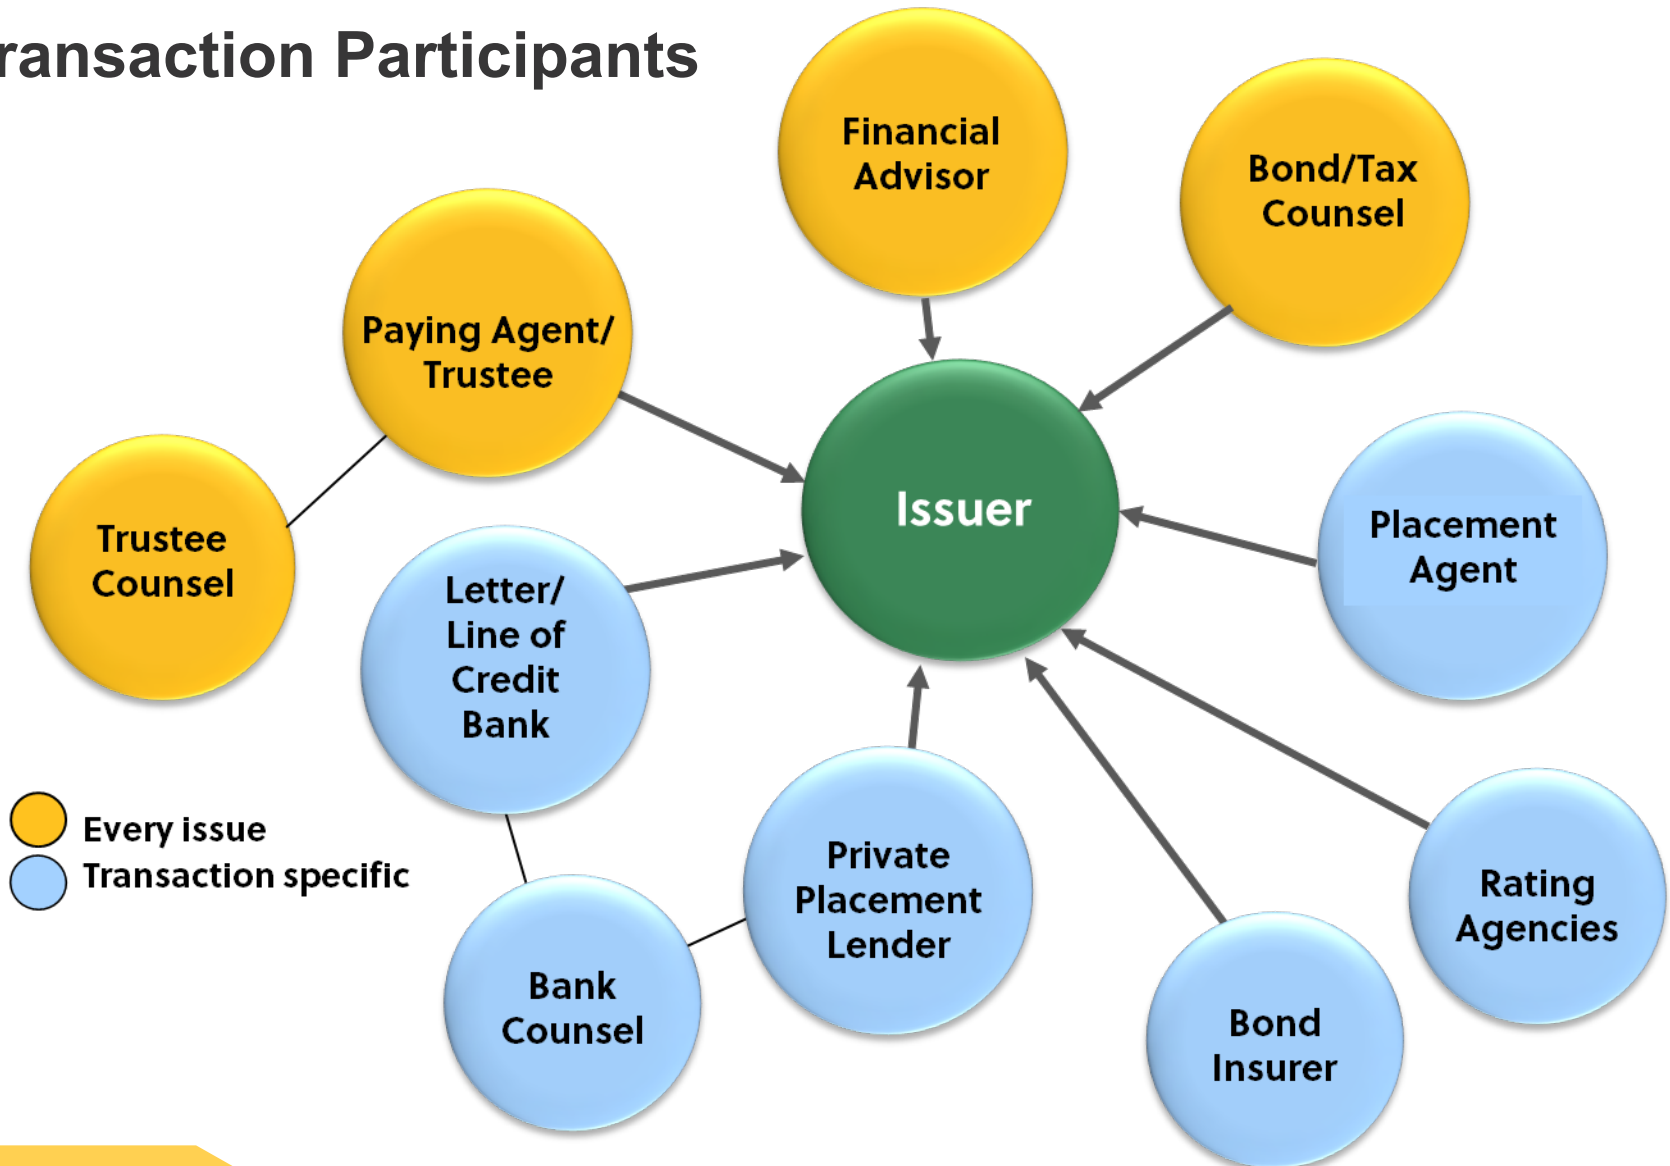 ransaction Participants
Financial
Advisor
Bond/Tax
Counsel
Paying Agent/
Trustee
Issuer
Placement
Agent
Trustee
Counsel
Letter/
Line of
Credit
Bank
Every issue
Transaction specific
Private
Placement
Lender
Rating
Agencies
Bank
Counsel
Bond
Insurer